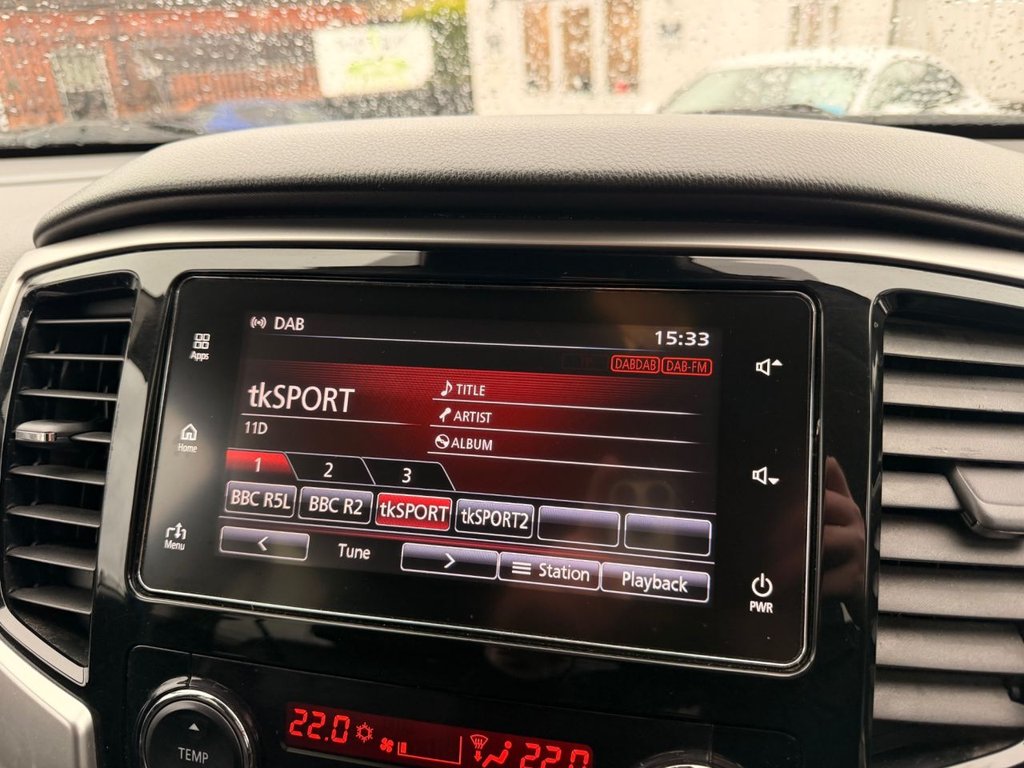 DAB
15:33
Apps
DABDAB DAB-FM
tkSPORT
TITLE
11D
ARTIST
ALBUM
Home
1 2 3
BBC R5L BBC R2 tkSPORT tkSPORT2
Menu
< Tune > Station Playback
PWR
TEMP
22.0 22.0